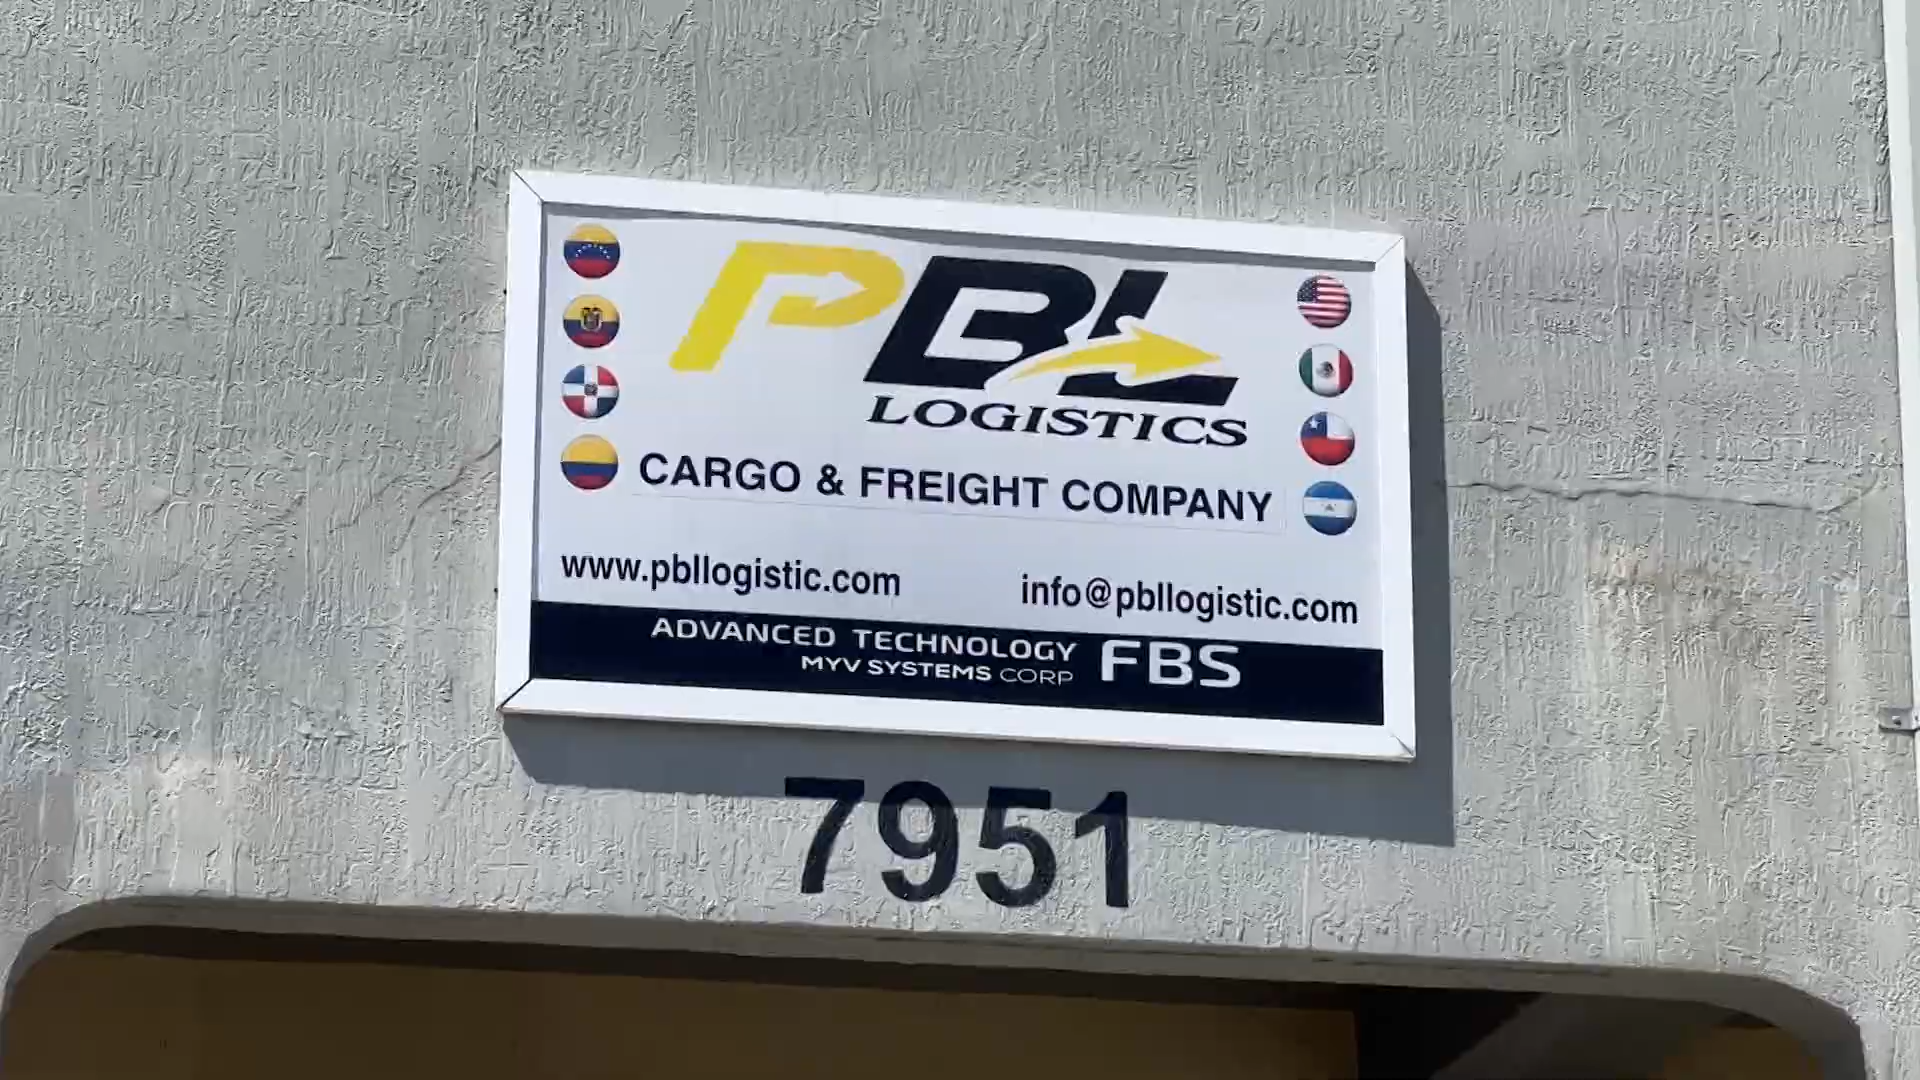 PBL
LOGISTICS
CARGO & FREIGHT COMPANY
www.pbllogistic.com
info@pbllogistic.com
ADVANCED TECHNOLOGY FBS
MYV SYSTEMS CORP
7951